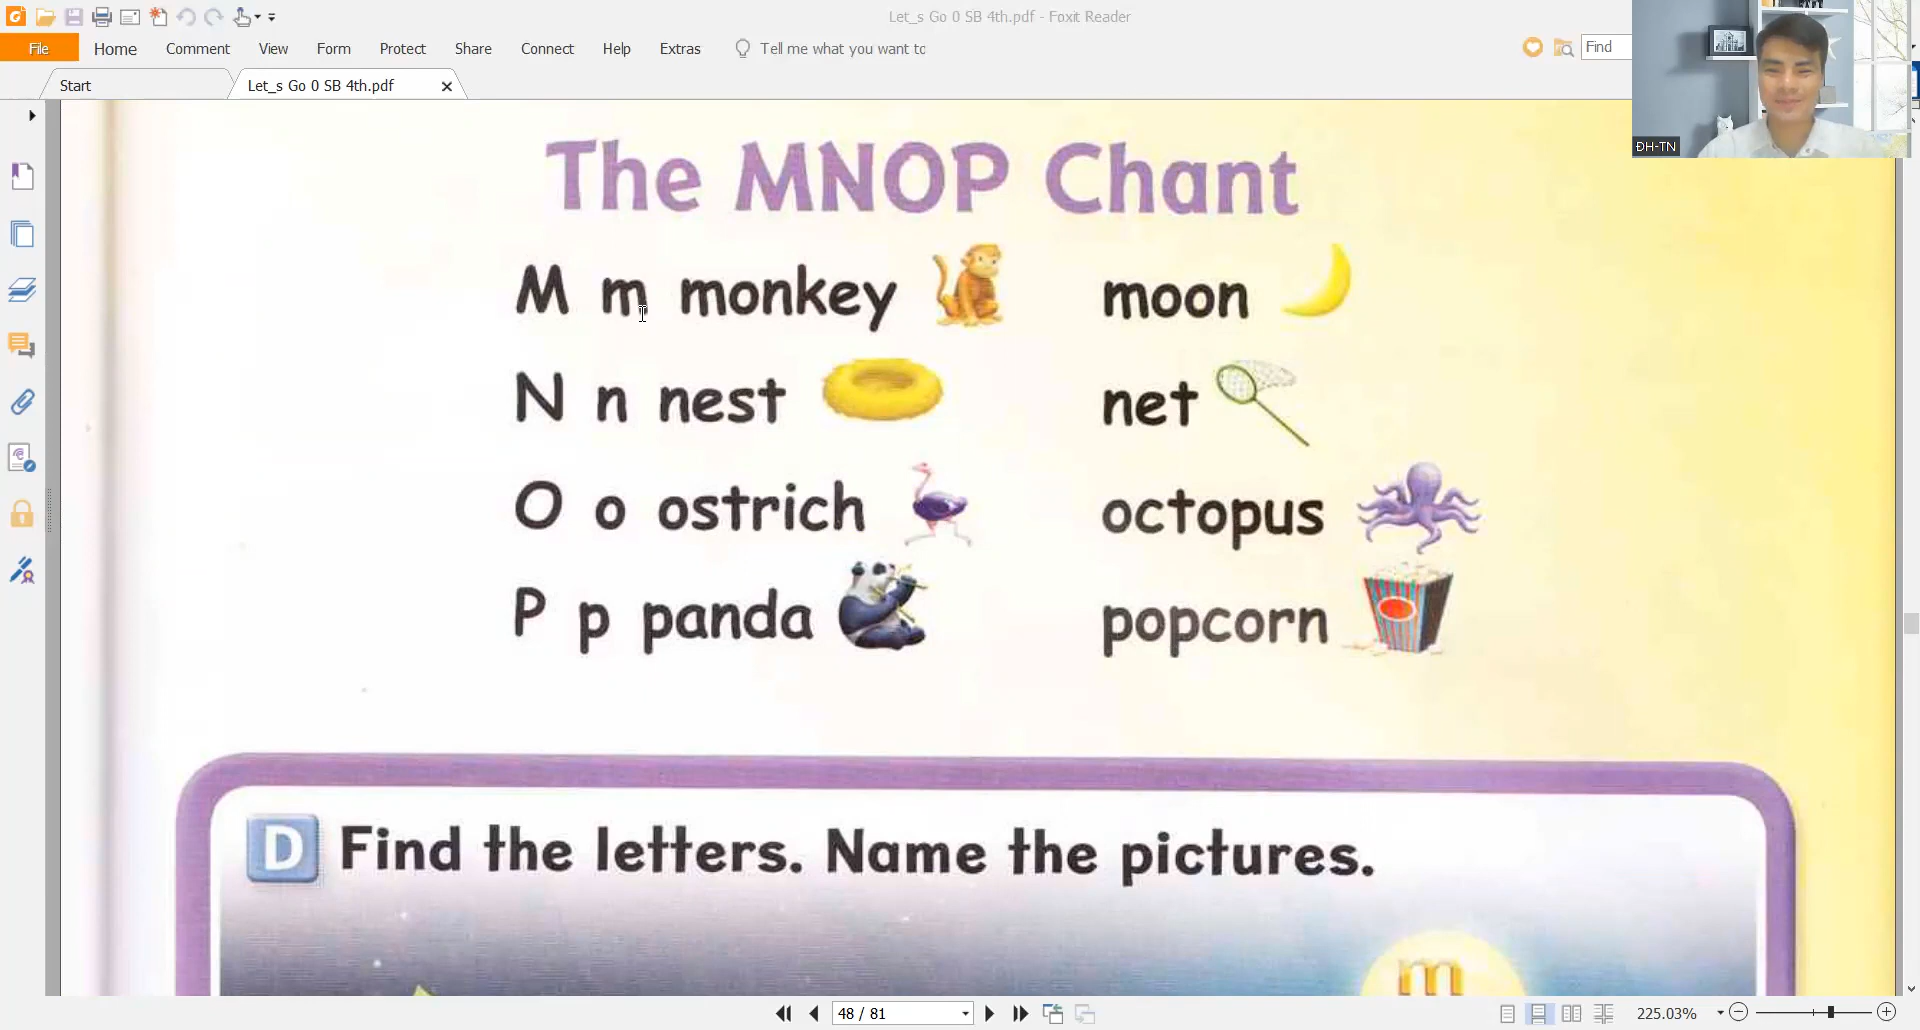 Let_s Go 0 SB 4th.pdf - Foxit Reader
File Home Comment View Form Protect Share Connect Help Extras Tell me what you want to Find
Start Let_s Go 0 SB 4th.pdf
ĐH-TN
The MNOP Chant
M m monkey moon
N n nest net
O o ostrich octopus
P p panda popcorn
D Find the letters. Name the pictures.
m
48 / 81 225.03%